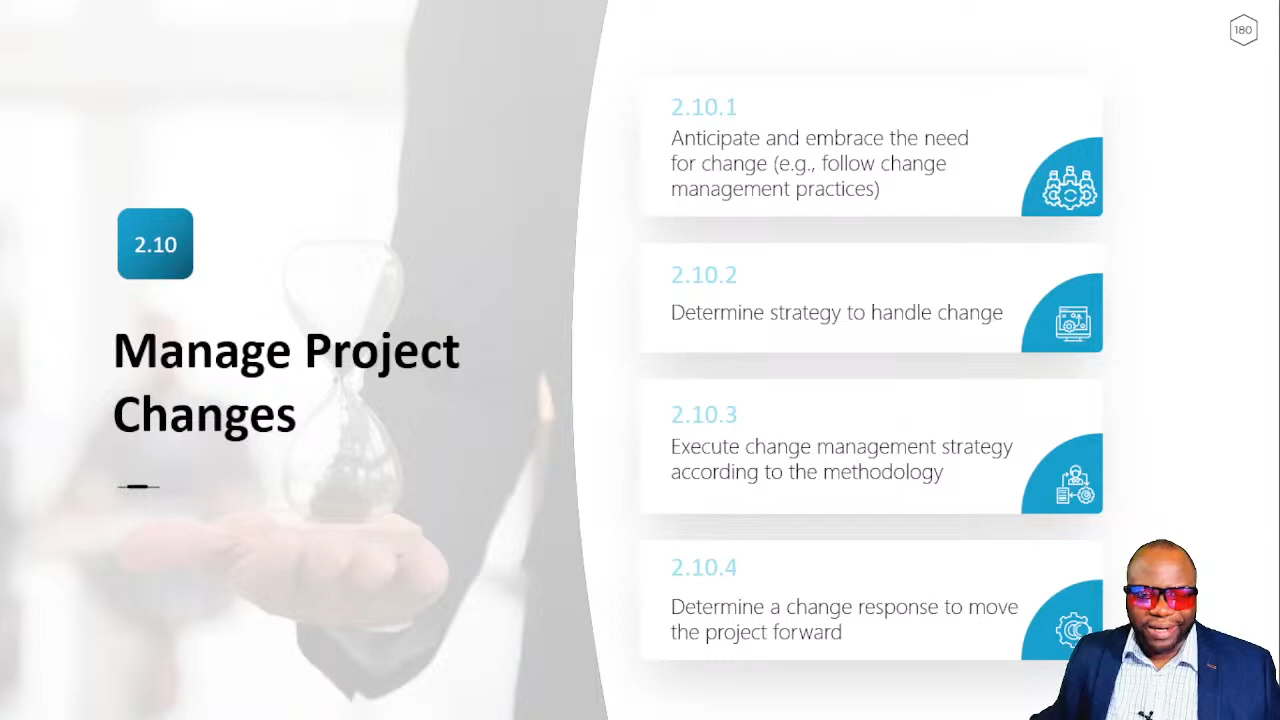 180
2.10
Manage Project
Changes
2.10.1
Anticipate and embrace the need
for change (e.g., follow change
management practices)
2.10.2
Determine strategy to handle change
2.10.3
Execute change management strategy
according to the methodology
2.10.4
Determine a change response to move
the project forward